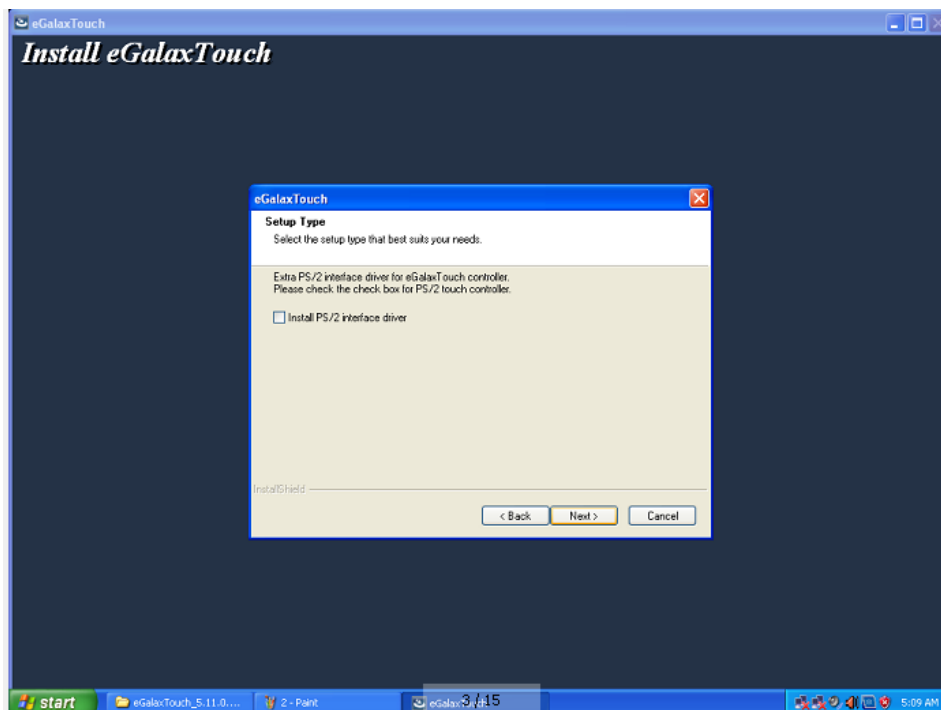 eGalaxTouch
Install eGalaxTouch
eGalaxTouch
Setup Type
Select the setup type that best suits your needs.
Extra PS/2 interface driver for eGalaxTouch controller.
Please check the check box for PS/2 touch controller.
Install PS/2 interface driver
InstallShield
< Back
Next >
Cancel
start
eGalaxTouch_5.11.0....
2 - Paint
3 / 15
5:09 AM